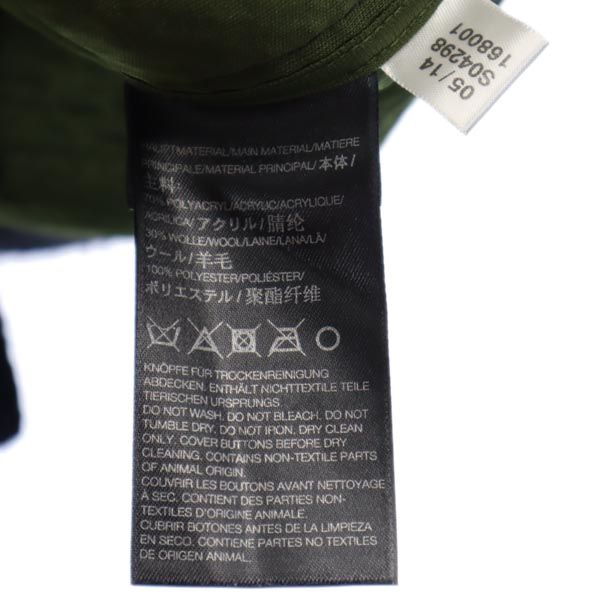 05/14
S04298
168001
HAUPTMATERIAL/MAIN MATERIAL/MATIERE
PRINCIPALE/MATERIAL PRINCIPAL/本体/
主料:
70% POLYACRYL/ACRYLIC/ACRYLIQUE/
ACRILICA/アクリル/腈纶
30% WOLLE/WOOL/LAINE/LANA/LÃ/
ウール/羊毛
100% POLYESTER/POLIÉSTER/
ポリエステル/聚酯纤维
KNÖPFE FÜR TROCKENREINIGUNG
ABDECKEN. ENTHÄLT NICHTTEXTILE TEILE
TIERISCHEN URSPRUNGS.
DO NOT WASH. DO NOT BLEACH. DO NOT
TUMBLE DRY. DO NOT IRON. DRY CLEAN
ONLY. COVER BUTTONS BEFORE DRY
CLEANING. CONTAINS NON-TEXTILE PARTS
OF ANIMAL ORIGIN.
COUVRIR LES BOUTONS AVANT NETTOYAGE
À SEC. CONTIENT DES PARTIES NON-
TEXTILES D'ORIGINE ANIMALE.
CUBRIR BOTONES ANTES DE LA LIMPIEZA
EN SECO. CONTIENE PARTES NO TEXTILES
DE ORIGEN ANIMAL.